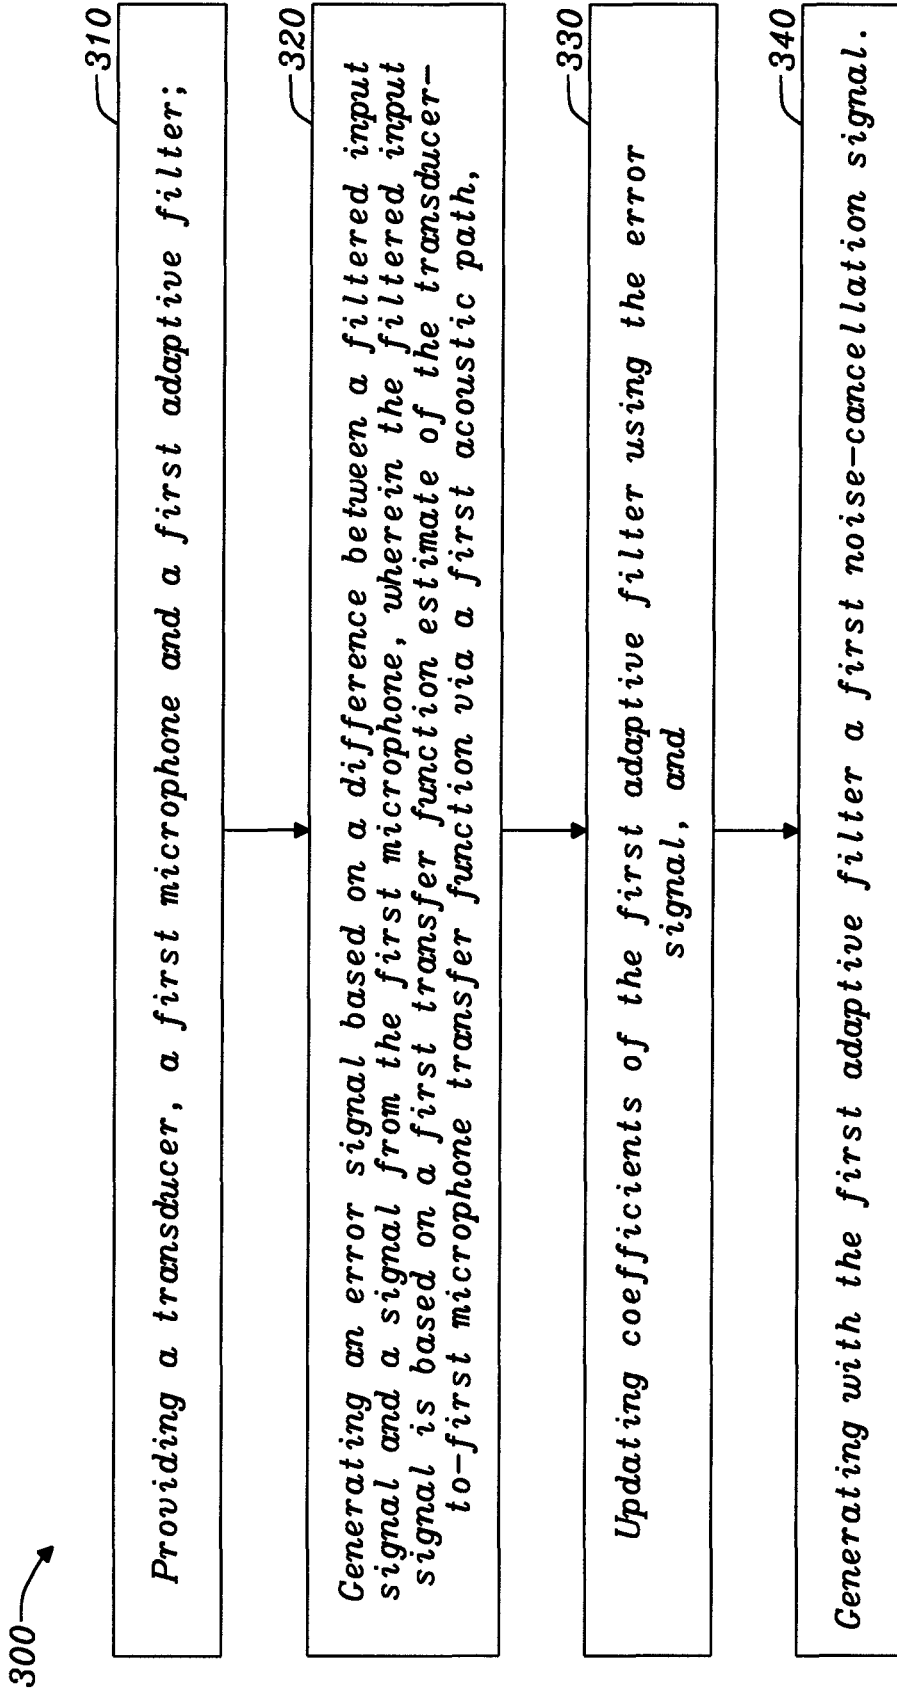 300
310
Providing a transducer, a first microphone and a first adaptive filter;
320
Generating an error signal based on a difference between a filtered input
signal and a signal from the first microphone, wherein the filtered input
signal is based on a first transfer function estimate of the transducer-
to-first microphone transfer function via a first acoustic path,
330
Updating coefficients of the first adaptive filter using the error
signal, and
340
Generating with the first adaptive filter a first noise-cancellation signal.